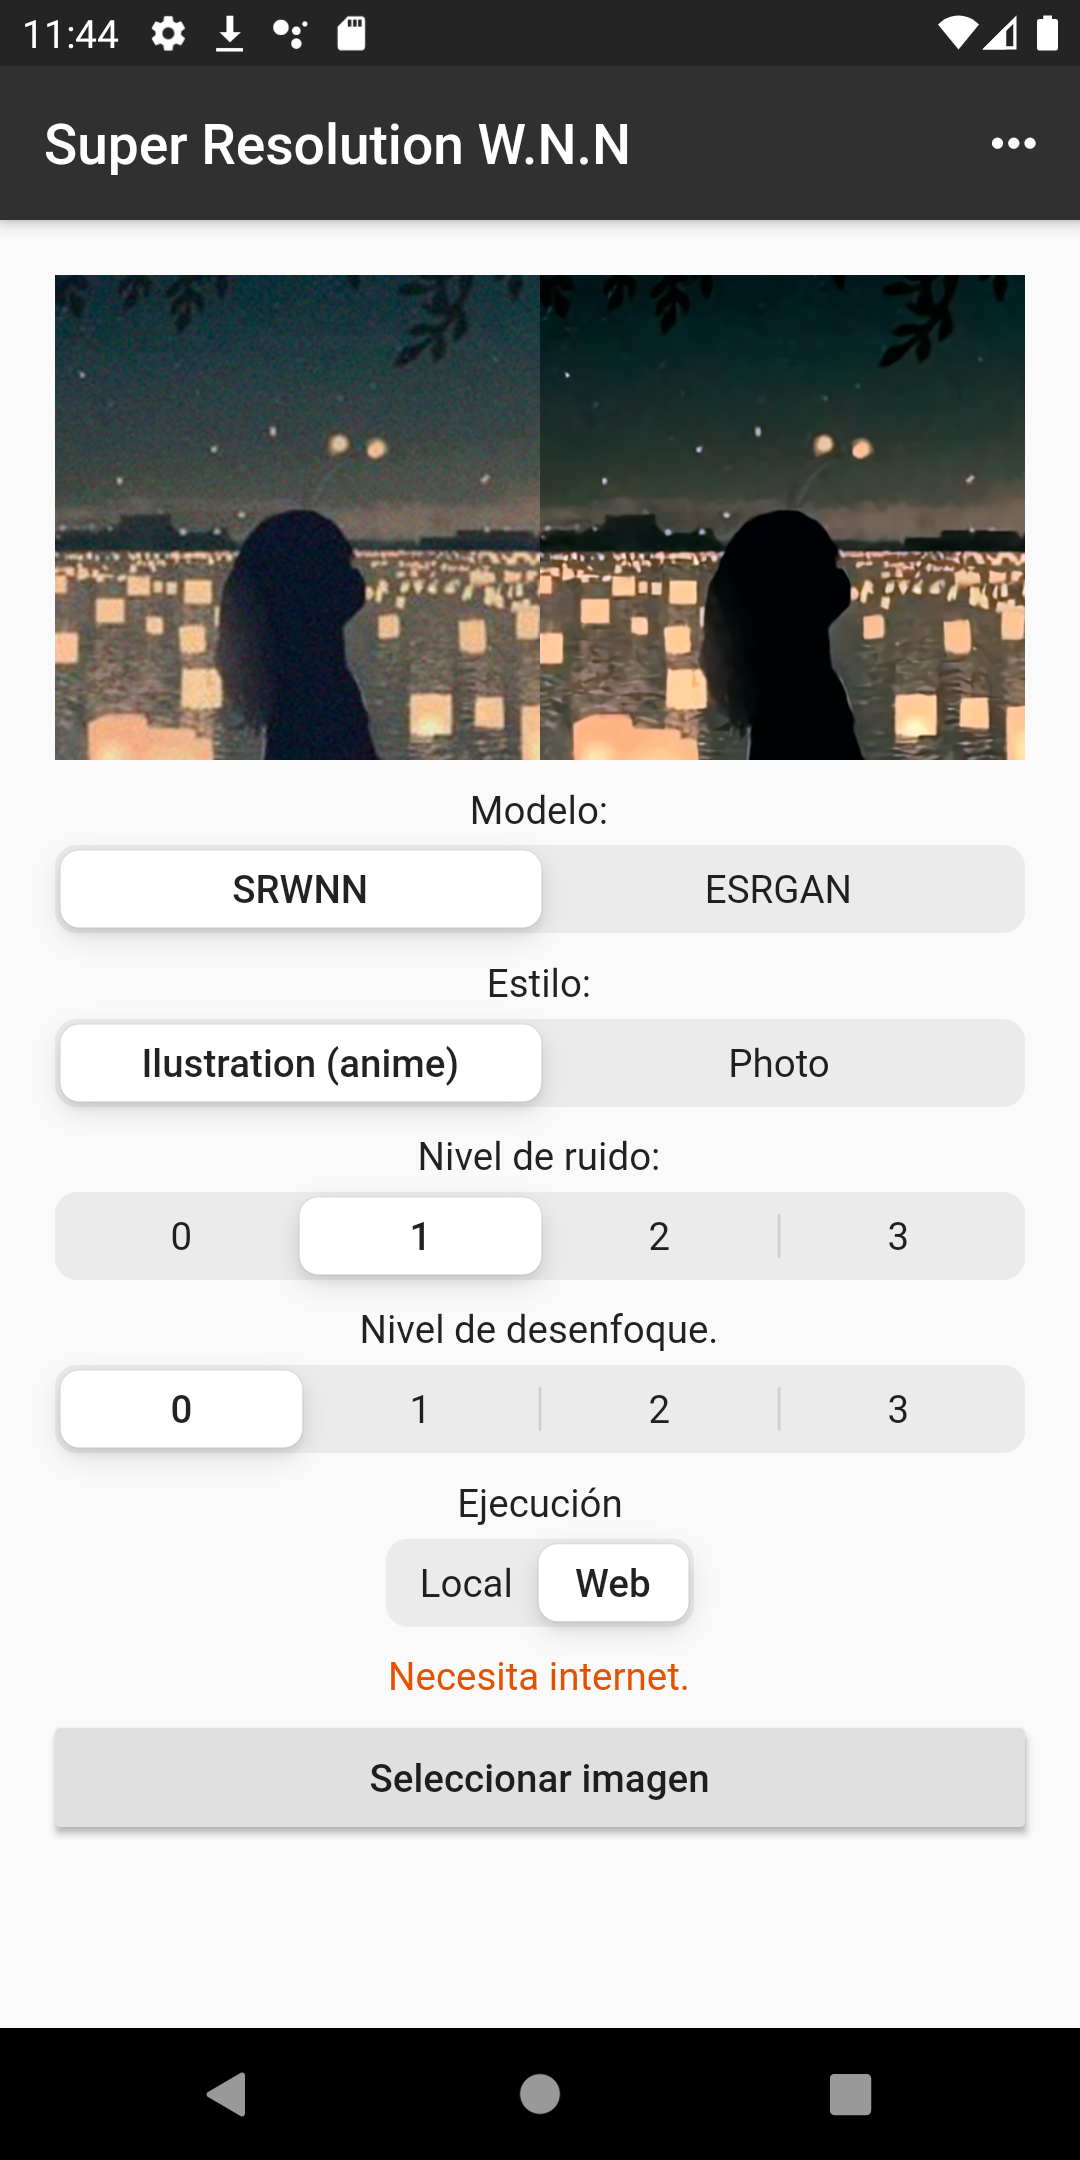 11:44
Super Resolution W.N.N
Modelo:
SRWNN ESRGAN
Estilo:
Ilustration (anime) Photo
Nivel de ruido:
0 1 2 3
Nivel de desenfoque.
0 1 2 3
Ejecución
Local Web
Necesita internet.
Seleccionar imagen